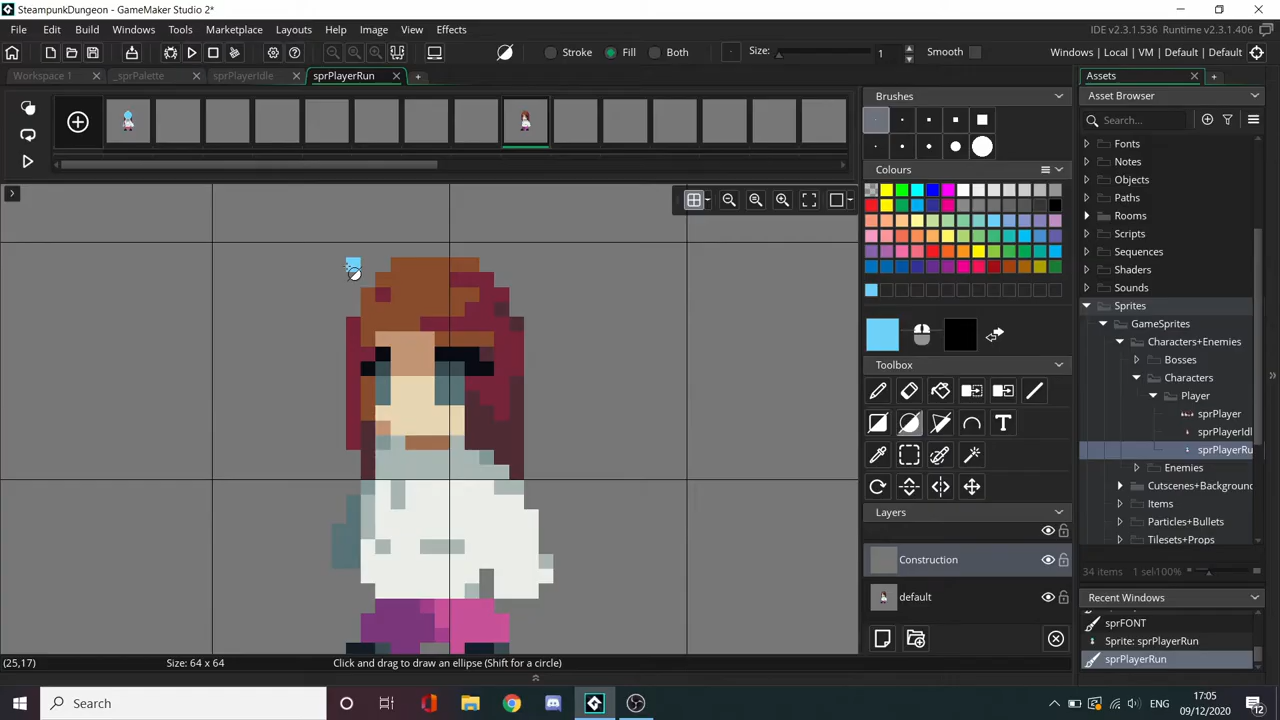 SteampunkDungeon - GameMaker Studio 2*
File Edit Build Windows Tools Marketplace Layouts Help Image View Effects
IDE v2.3.1.536 Runtime v2.3.1.406
Stroke Fill Both Size: 1 Smooth
Windows | Local | VM | Default | Default
Workspace 1 _sprPalette sprPlayerIdle sprPlayerRun
Assets
Brushes
Asset Browser
Search...
Fonts
Notes
Colours
Objects
Paths
Rooms
Scripts
Sequences
Shaders
Sounds
Sprites
GameSprites
Characters+Enemies
Bosses
Toolbox
Characters
Player
sprPlayer
sprPlayerIdl
sprPlayerRu
Enemies
Cutscenes+Background
Items
Layers
Particles+Bullets
Tilesets+Props
Construction
34 items 1 sel 100%
default
Recent Windows
sprFONT
Sprite: sprPlayerRun
sprPlayerRun
(25,17) Size: 64 x 64 Click and drag to draw an ellipse (Shift for a circle)
Search
ENG
17:05
09/12/2020
12